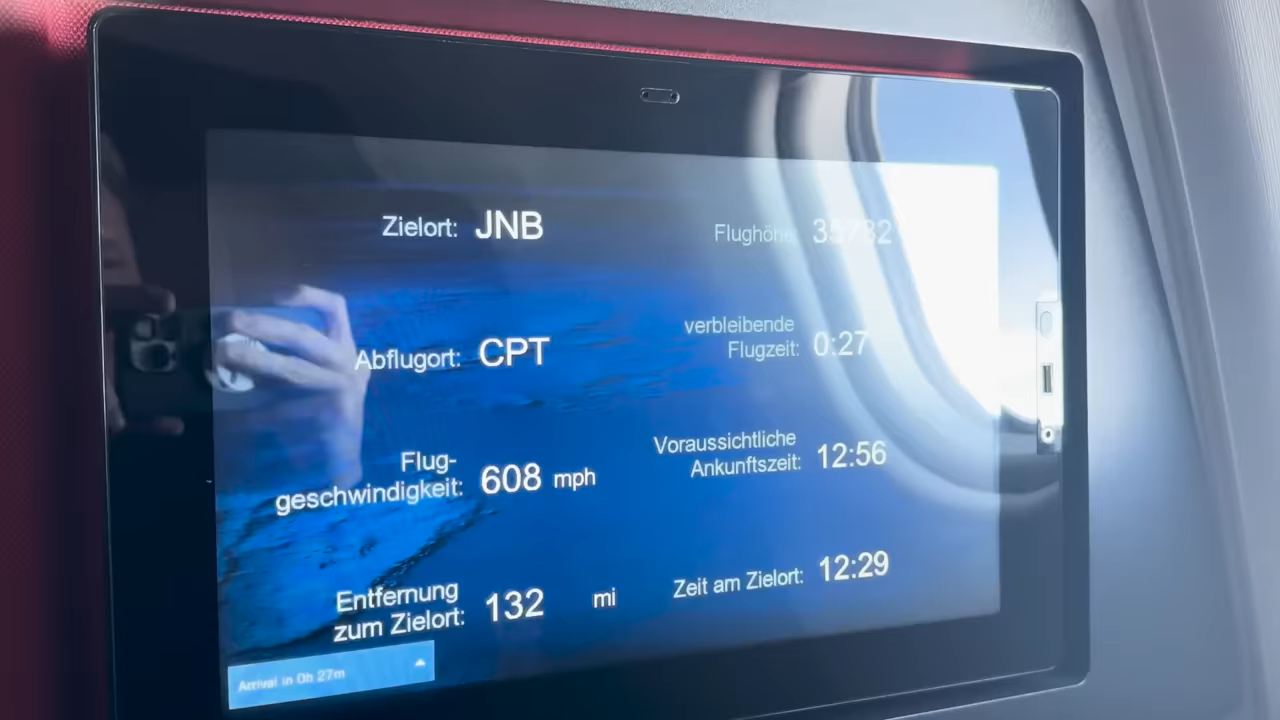 Zielort: JNB
Abflugort: CPT
Flug-
geschwindigkeit: 608 mph
Entfernung
zum Zielort: 132 mi
Flughöhe: 35732
verbleibende
Flugzeit: 0:27
Voraussichtliche
Ankunftszeit: 12:56
Zeit am Zielort: 12:29
Arrival in 0h 27m